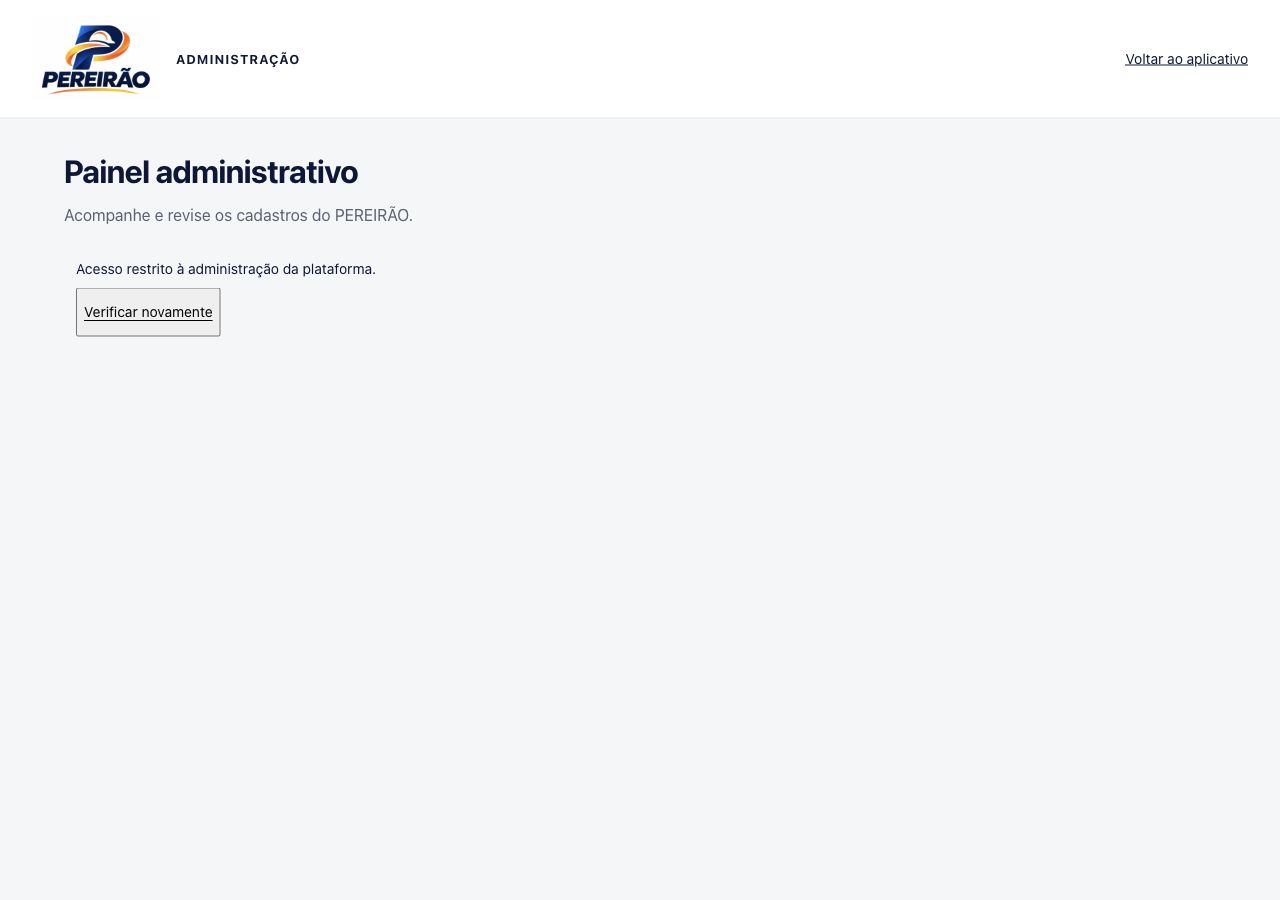 PEREIRÃO
ADMINISTRAÇÃO
Voltar ao aplicativo
Painel administrativo
Acompanhe e revise os cadastros do PEREIRÃO.
Acesso restrito à administração da plataforma.
Verificar novamente